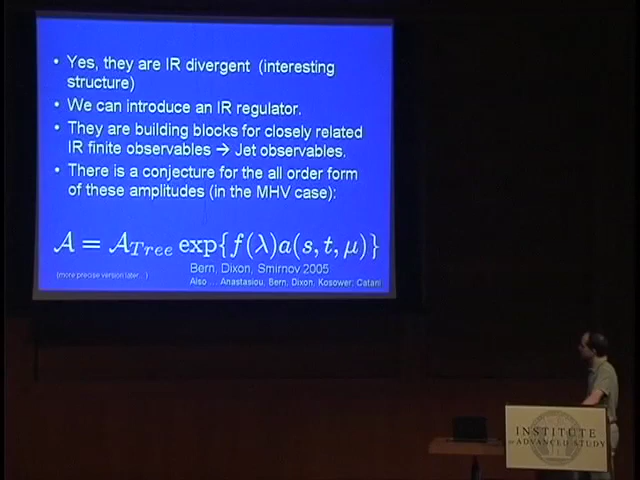 • Yes, they are IR divergent (interesting
structure)
• We can introduce an IR regulator.
• They are building blocks for closely related
IR finite observables → Jet observables.
• There is a conjecture for the all order form
of these amplitudes (in the MHV case):
𝒜 = 𝒜_{Tree} exp{f(λ)a(s, t, μ)}
Bern, Dixon, Smirnov 2005
(more precise version later...)
Also ... Anastasiou, Bern, Dixon, Kosower; Catani
INSTITUTE
for ADVANCED STUDY